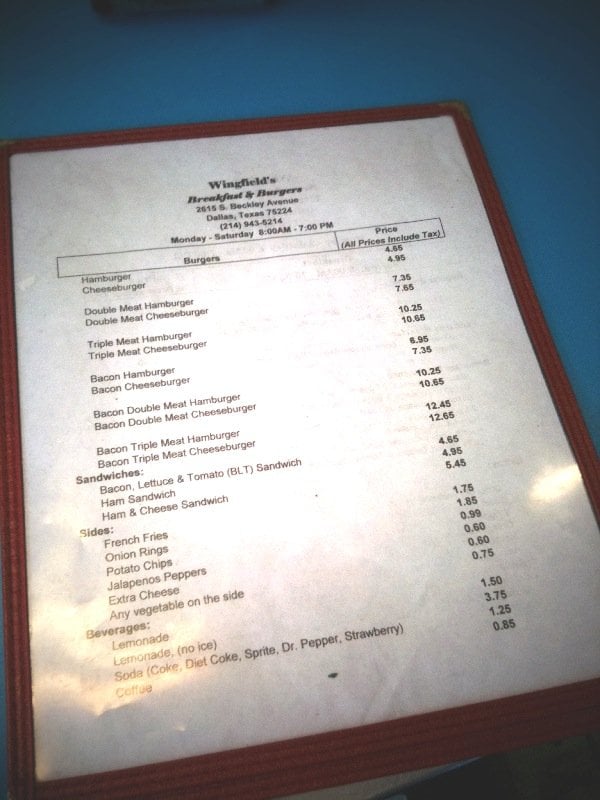 Wingfield's
Breakfast & Burgers
2615 S. Beckley Avenue
Dallas, Texas 75224
(214) 943-5214
Monday - Saturday 8:00AM - 7:00 PM
Burgers Price
(All Prices Include Tax)
Hamburger 4.65
Cheeseburger 4.95
Double Meat Hamburger 7.35
Double Meat Cheeseburger 7.65
Triple Meat Hamburger 10.25
Triple Meat Cheeseburger 10.65
Bacon Hamburger 6.95
Bacon Cheeseburger 7.35
Bacon Double Meat Hamburger 10.25
Bacon Double Meat Cheeseburger 10.65
Bacon Triple Meat Hamburger 12.45
Bacon Triple Meat Cheeseburger 12.65
Sandwiches:
Bacon, Lettuce & Tomato (BLT) Sandwich 4.65
Ham Sandwich 4.95
Ham & Cheese Sandwich 5.45
Sides:
French Fries 1.75
Onion Rings 1.85
Potato Chips 0.99
Jalapenos Peppers 0.60
Extra Cheese 0.60
Any vegetable on the side 0.75
Beverages:
Lemonade 1.50
Lemonade, (no ice) 3.75
Soda (Coke, Diet Coke, Sprite, Dr. Pepper, Strawberry) 1.25
Coffee 0.85